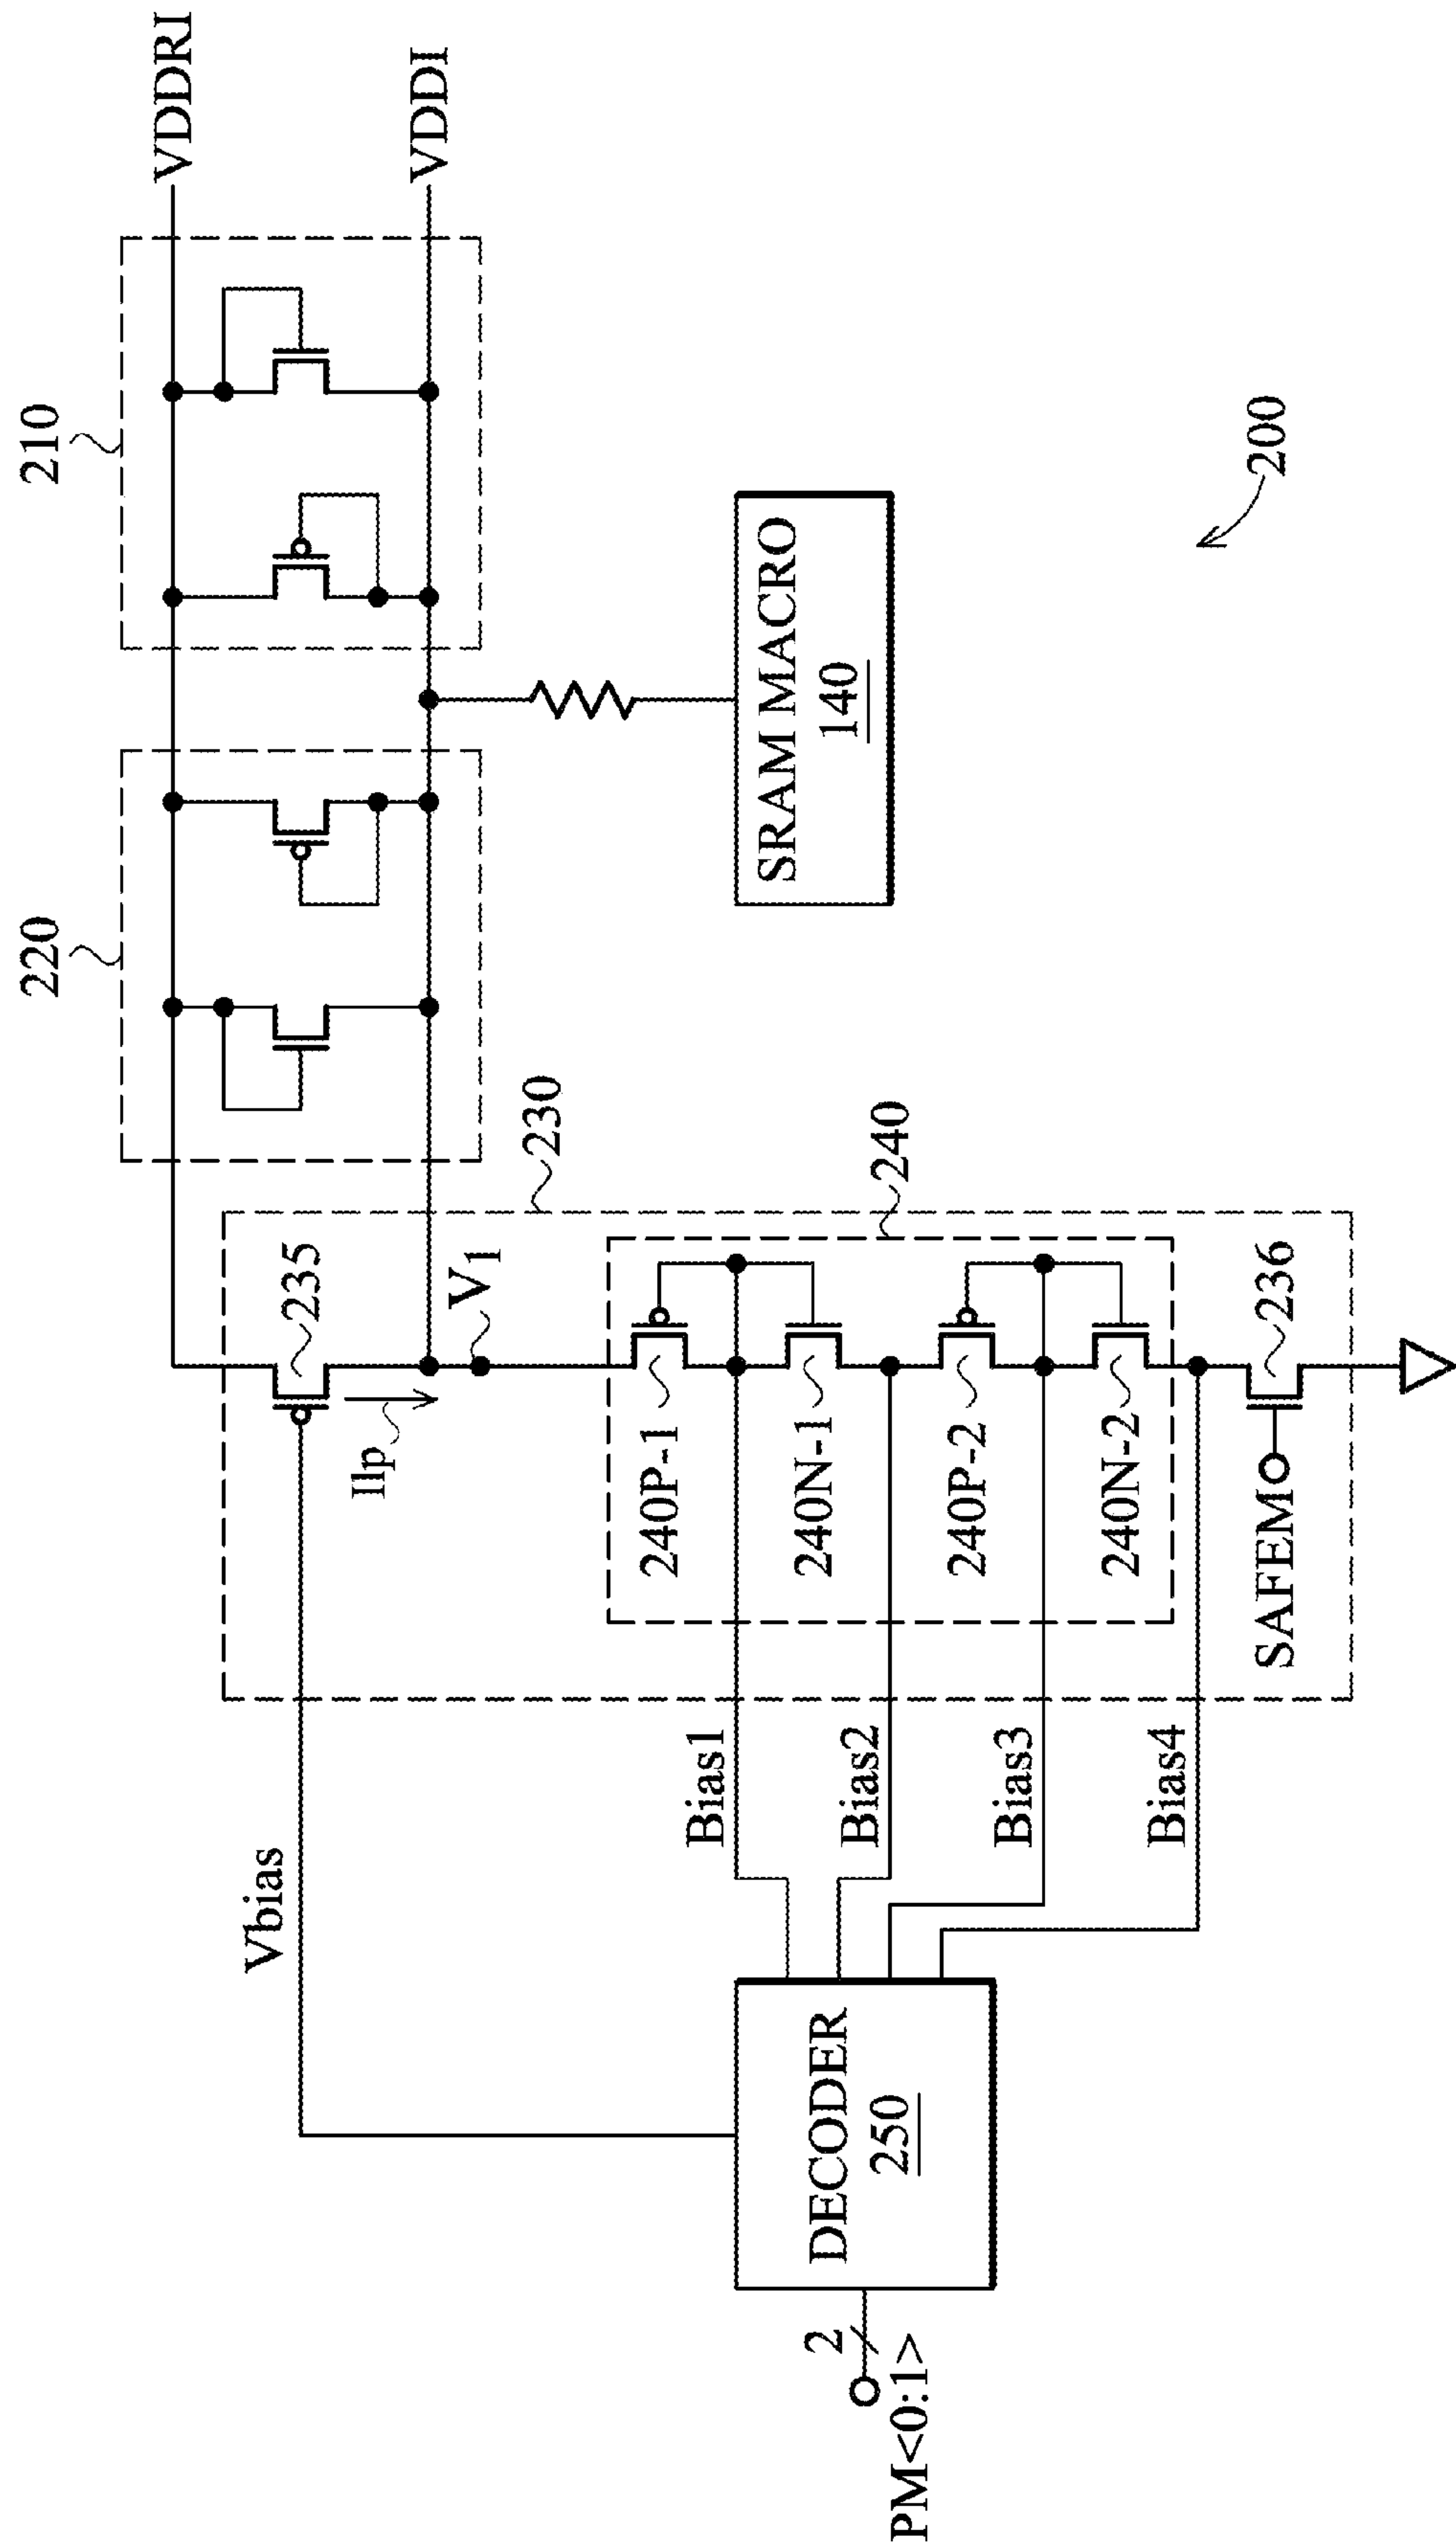 VDDRI
VDDI
210
220
SRAM MACRO
140
200
230
235
V1
Ilp
240
240P-1
240N-1
240P-2
240N-2
236
SAFEM
Vbias
Bias1
Bias2
Bias3
Bias4
DECODER
250
2
PM<0:1>